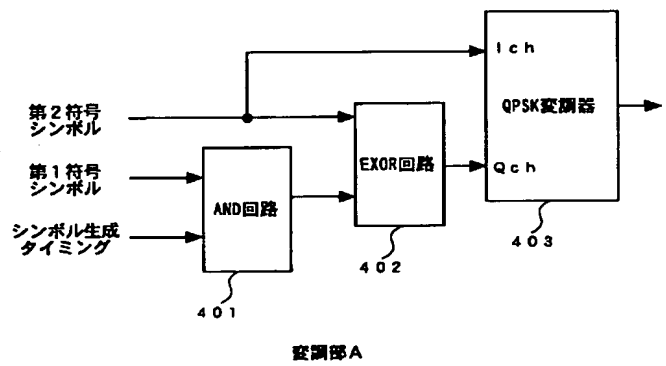 Ich
QPSK変調器
第2符号
シンボル
EXOR回路
Qch
第1符号
シンボル
AND回路
シンボル生成
タイミング
403
402
401
変調部A